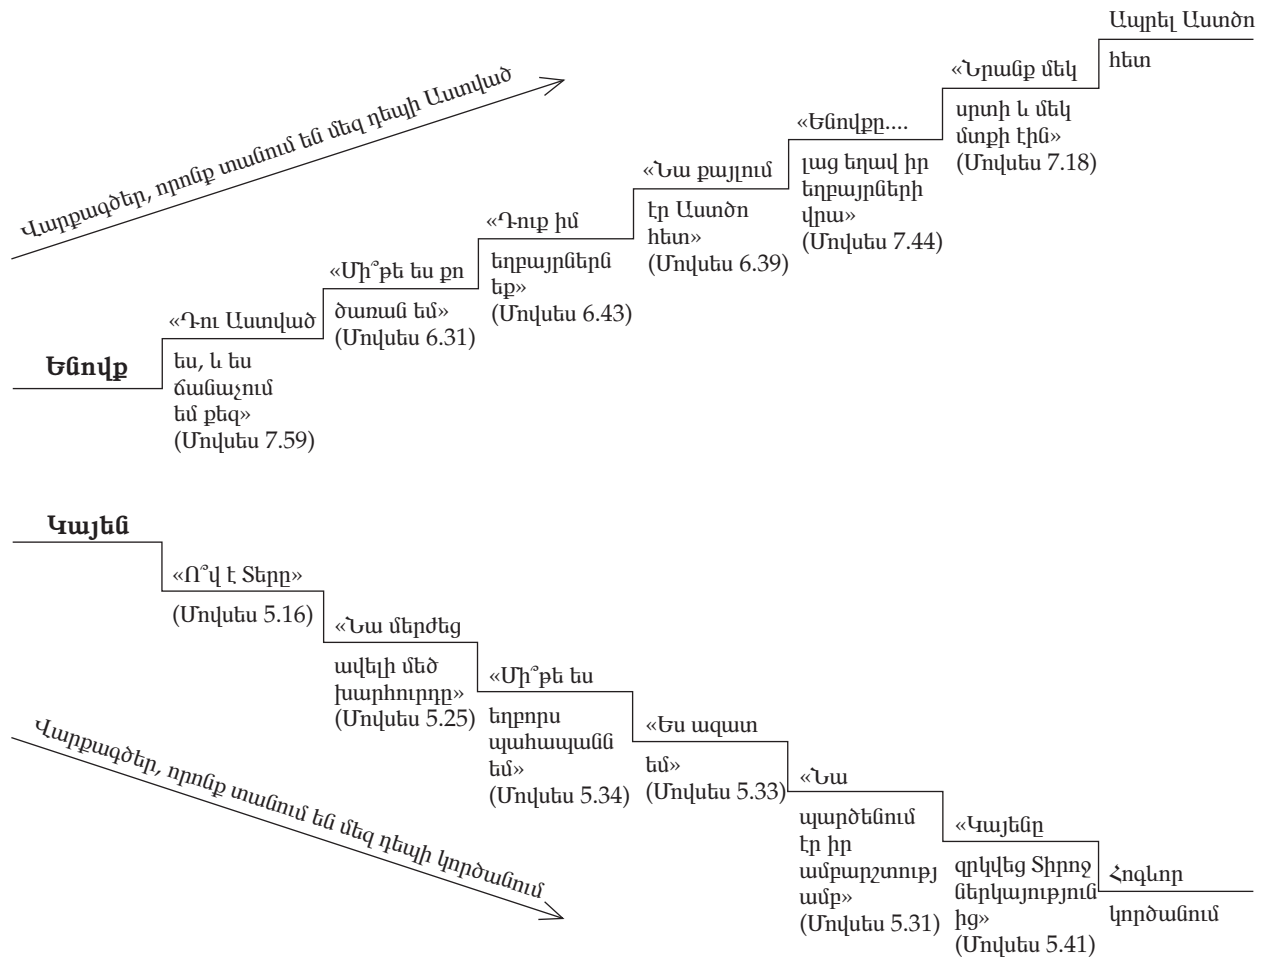 Վարքագծեր, որոնք տանում են մեզ դեպի Աստված
Ենովք
«Դու Աստված
ես, և ես
ճանաչում
եմ քեզ»
(Մովսես 7.59)
«Մի՞թե ես քո
ծառան եմ»
(Մովսես 6.31)
«Դուք իմ
եղբայրներն
եք»
(Մովսես 6.43)
«Նա քայլում
էր Աստծո
հետ»
(Մովսես 6.39)
«Ենովքը....
լաց եղավ իր
եղբայրների
վրա»
(Մովսես 7.44)
«Նրանք մեկ
սրտի և մեկ
մտքի էին»
(Մովսես 7.18)
Ապրել Աստծո
հետ
Կայեն
«Ո՞վ է Տերը»
(Մովսես 5.16)
«Նա մերժեց
ավելի մեծ
խարհուրդը»
(Մովսես 5.25)
«Մի՞թե ես
եղբորս
պահապանն
եմ»
(Մովսես 5.34)
«Ես ազատ
եմ»
(Մովսես 5.33)
«Նա
պարծենում
էր իր
ամբարշտությ
ամբ»
(Մովսես 5.31)
«Կայենը
զրկվեց Տիրոջ
ներկայություն
ից»
(Մովսես 5.41)
Հոգևոր
կործանում
Վարքագծեր, որոնք տանում են մեզ դեպի կործանում